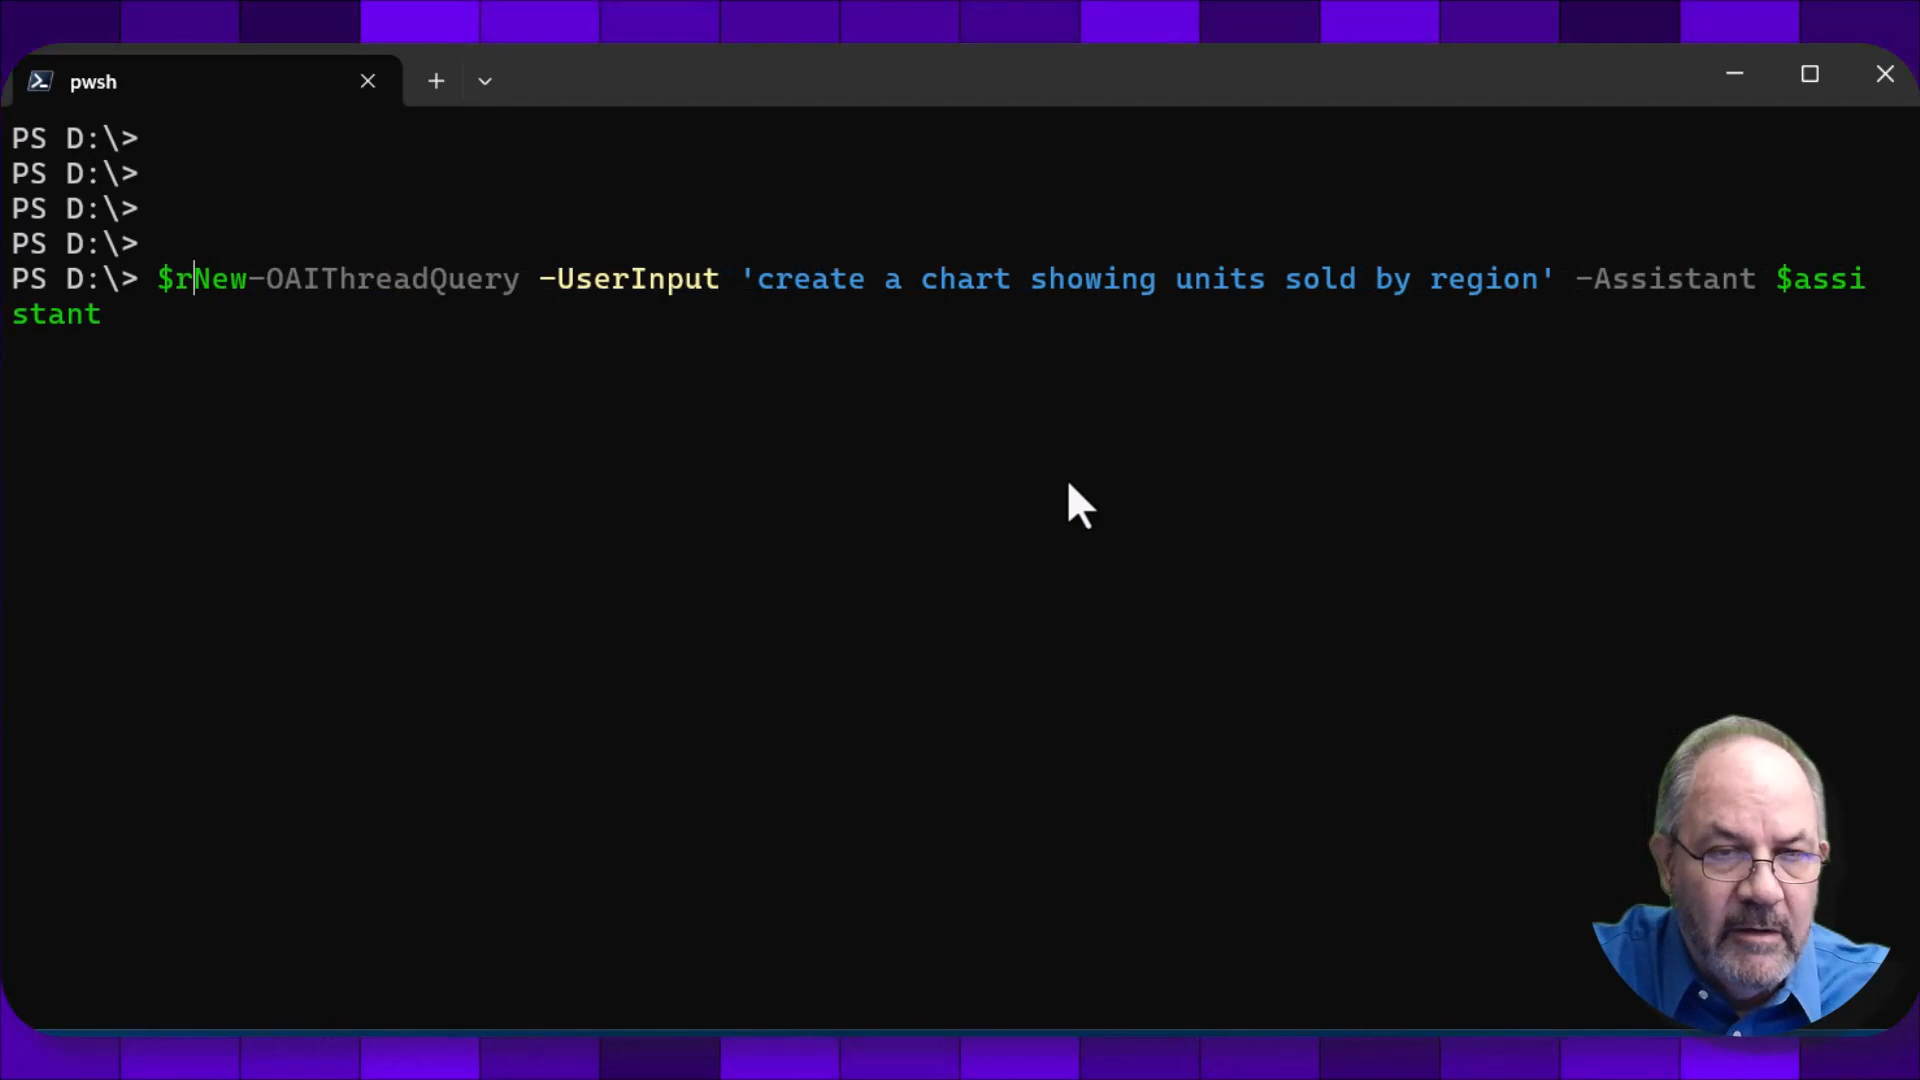 pwsh
PS D:\>
PS D:\>
PS D:\>
PS D:\>
PS D:\> $rNew-OAIThreadQuery -UserInput 'create a chart showing units sold by region' -Assistant $assi
stant